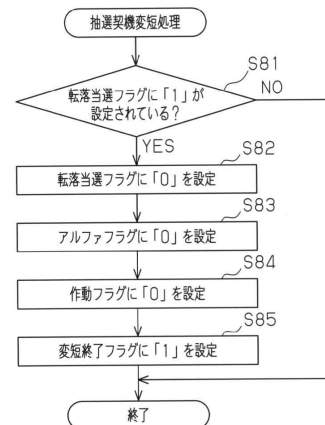 抽選契機変短処理
S81
転落当選フラグに「1」が
設定されている?
NO
YES
S82
転落当選フラグに「0」を設定
S83
アルファフラグに「0」を設定
S84
作動フラグに「0」を設定
S85
変短終了フラグに「1」を設定
終了